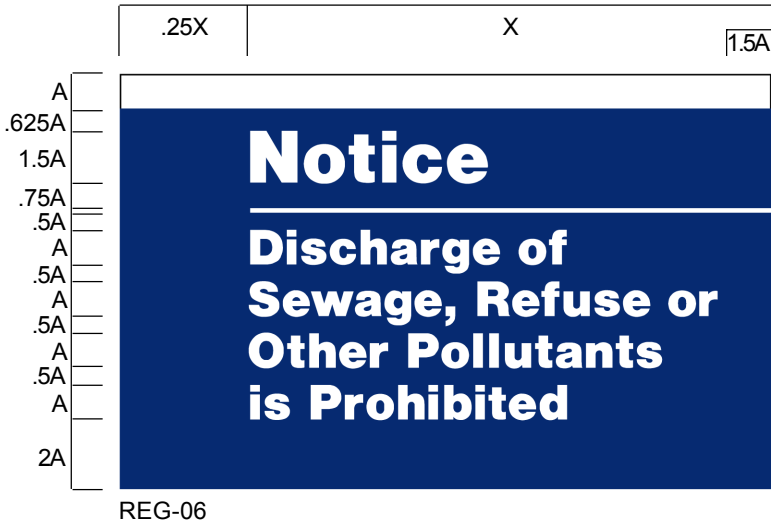 .25X X
1.5A
A
.625A
1.5A
.75A
.5A
A
.5A
A
.5A
A
.5A
A
2A
Notice
Discharge of
Sewage, Refuse or
Other Pollutants
is Prohibited
REG-06